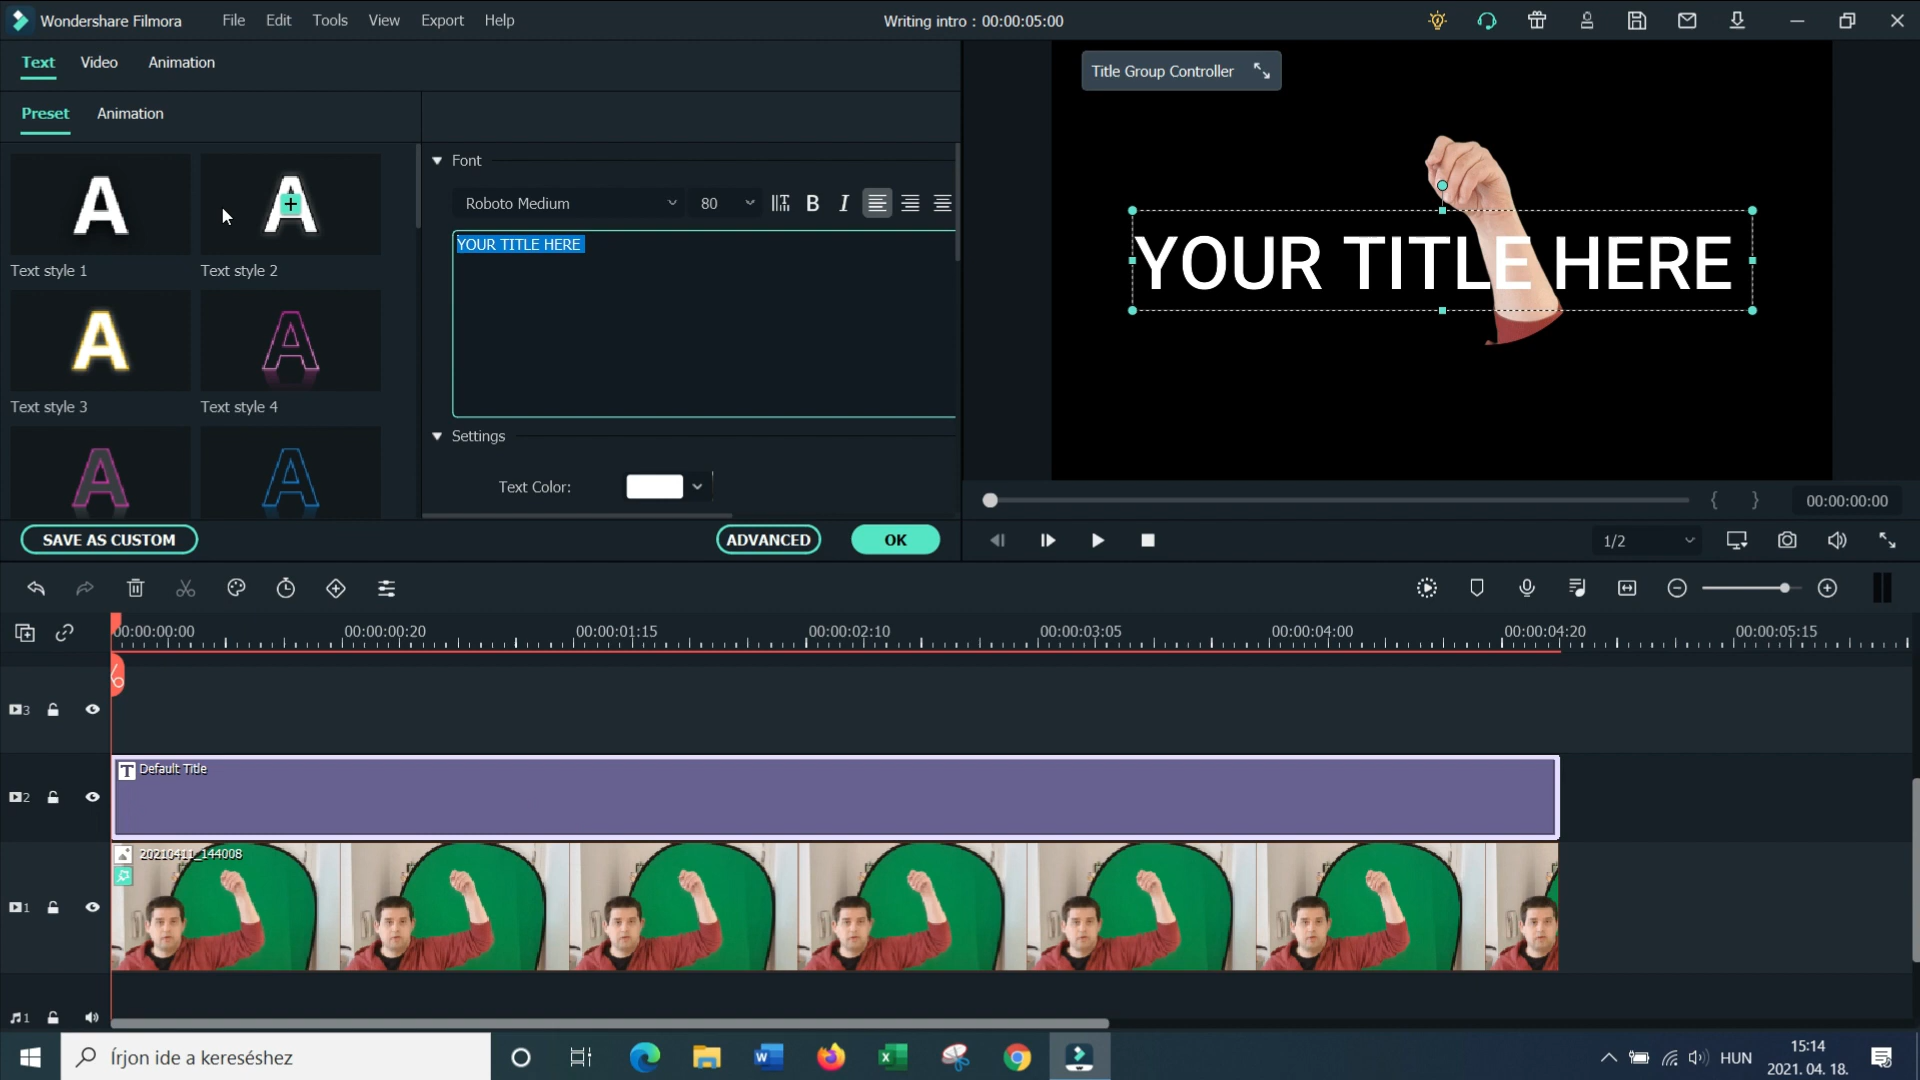 Wondershare Filmora File Edit Tools View Export Help Writing intro : 00:00:05:00
Text Video Animation
Title Group Controller
Preset Animation
Font
Roboto Medium 80 B I
YOUR TITLE HERE
YOUR TITLE HERE
Text style 1 Text style 2
Text style 3 Text style 4
Settings
Text Color:
00:00:00:00
SAVE AS CUSTOM ADVANCED OK
1/2
00:00:00:00 00:00:00:20 00:00:01:15 00:00:02:10 00:00:03:05 00:00:04:00 00:00:04:20 00:00:05:15
3
2 T Default Title
1 20210411_144008
1
Írjon ide a kereséshez
HUN
15:14
2021. 04. 18.